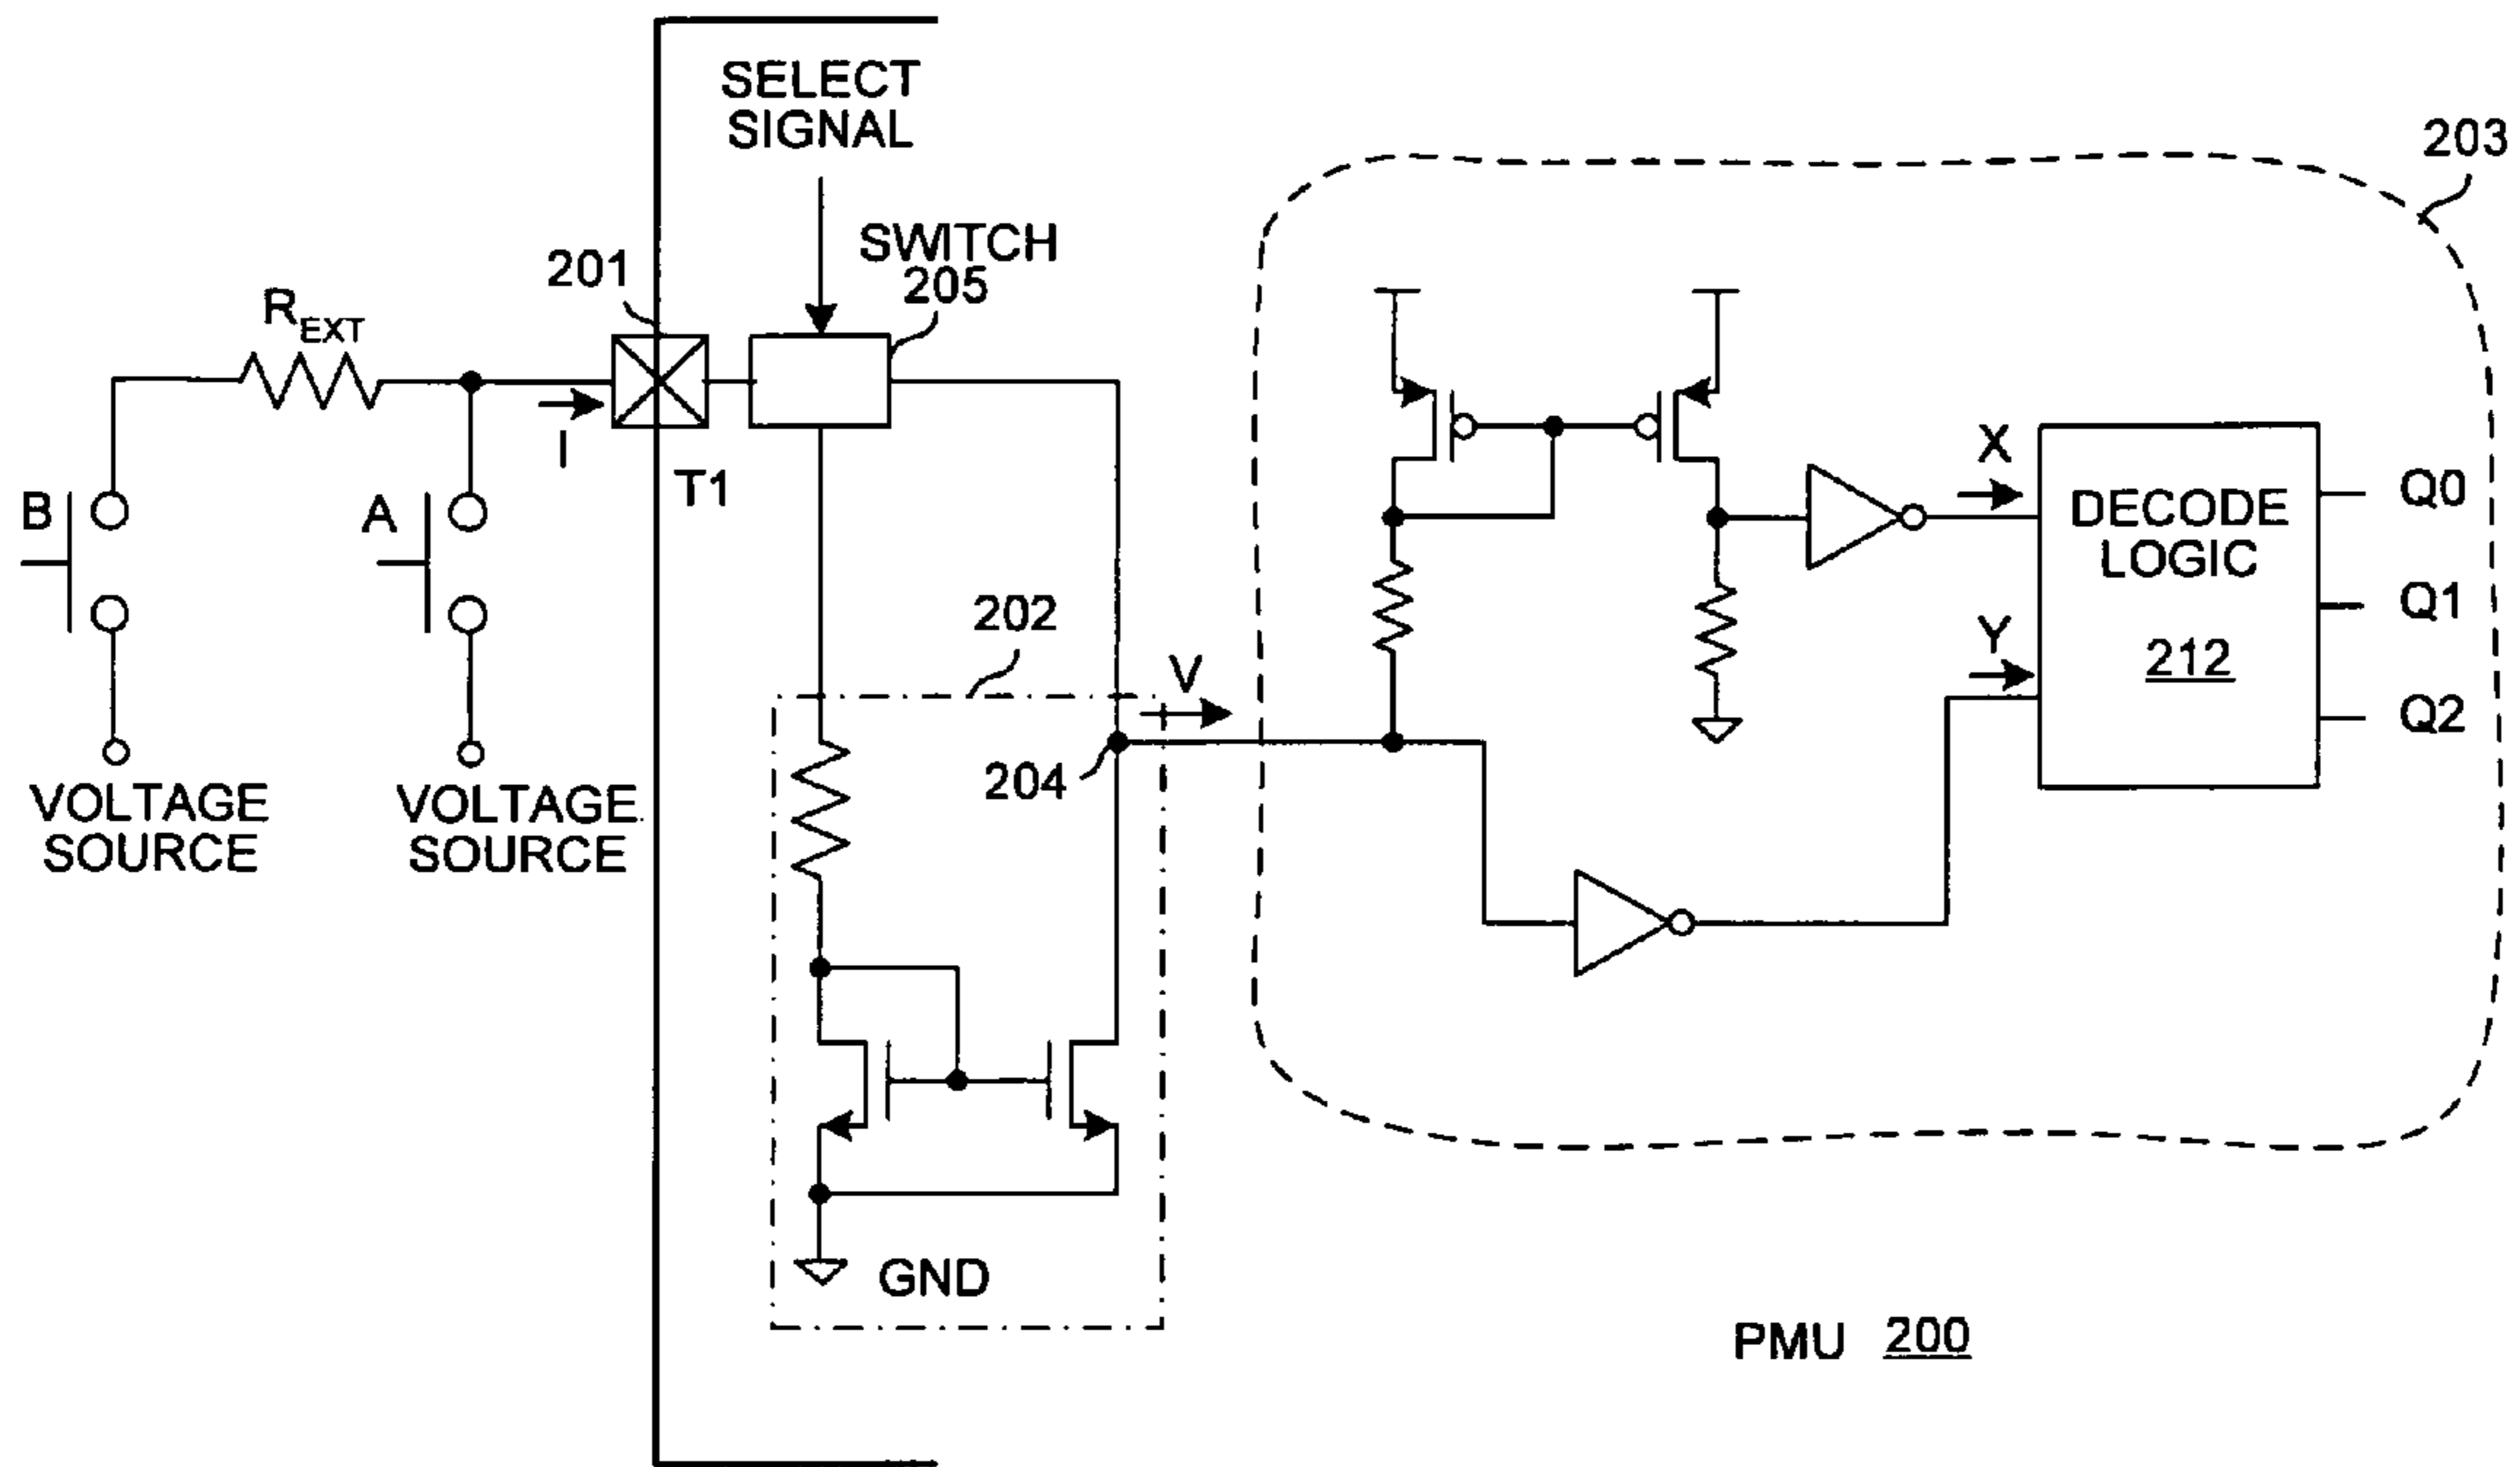 SELECT
SIGNAL
203
SWITCH
205
201
REXT
I
T1
B
A
X
DECODE
LOGIC
212
Q0
Q1
Q2
Y
202
V
204
VOLTAGE
SOURCE
VOLTAGE
SOURCE
GND
PMU 200